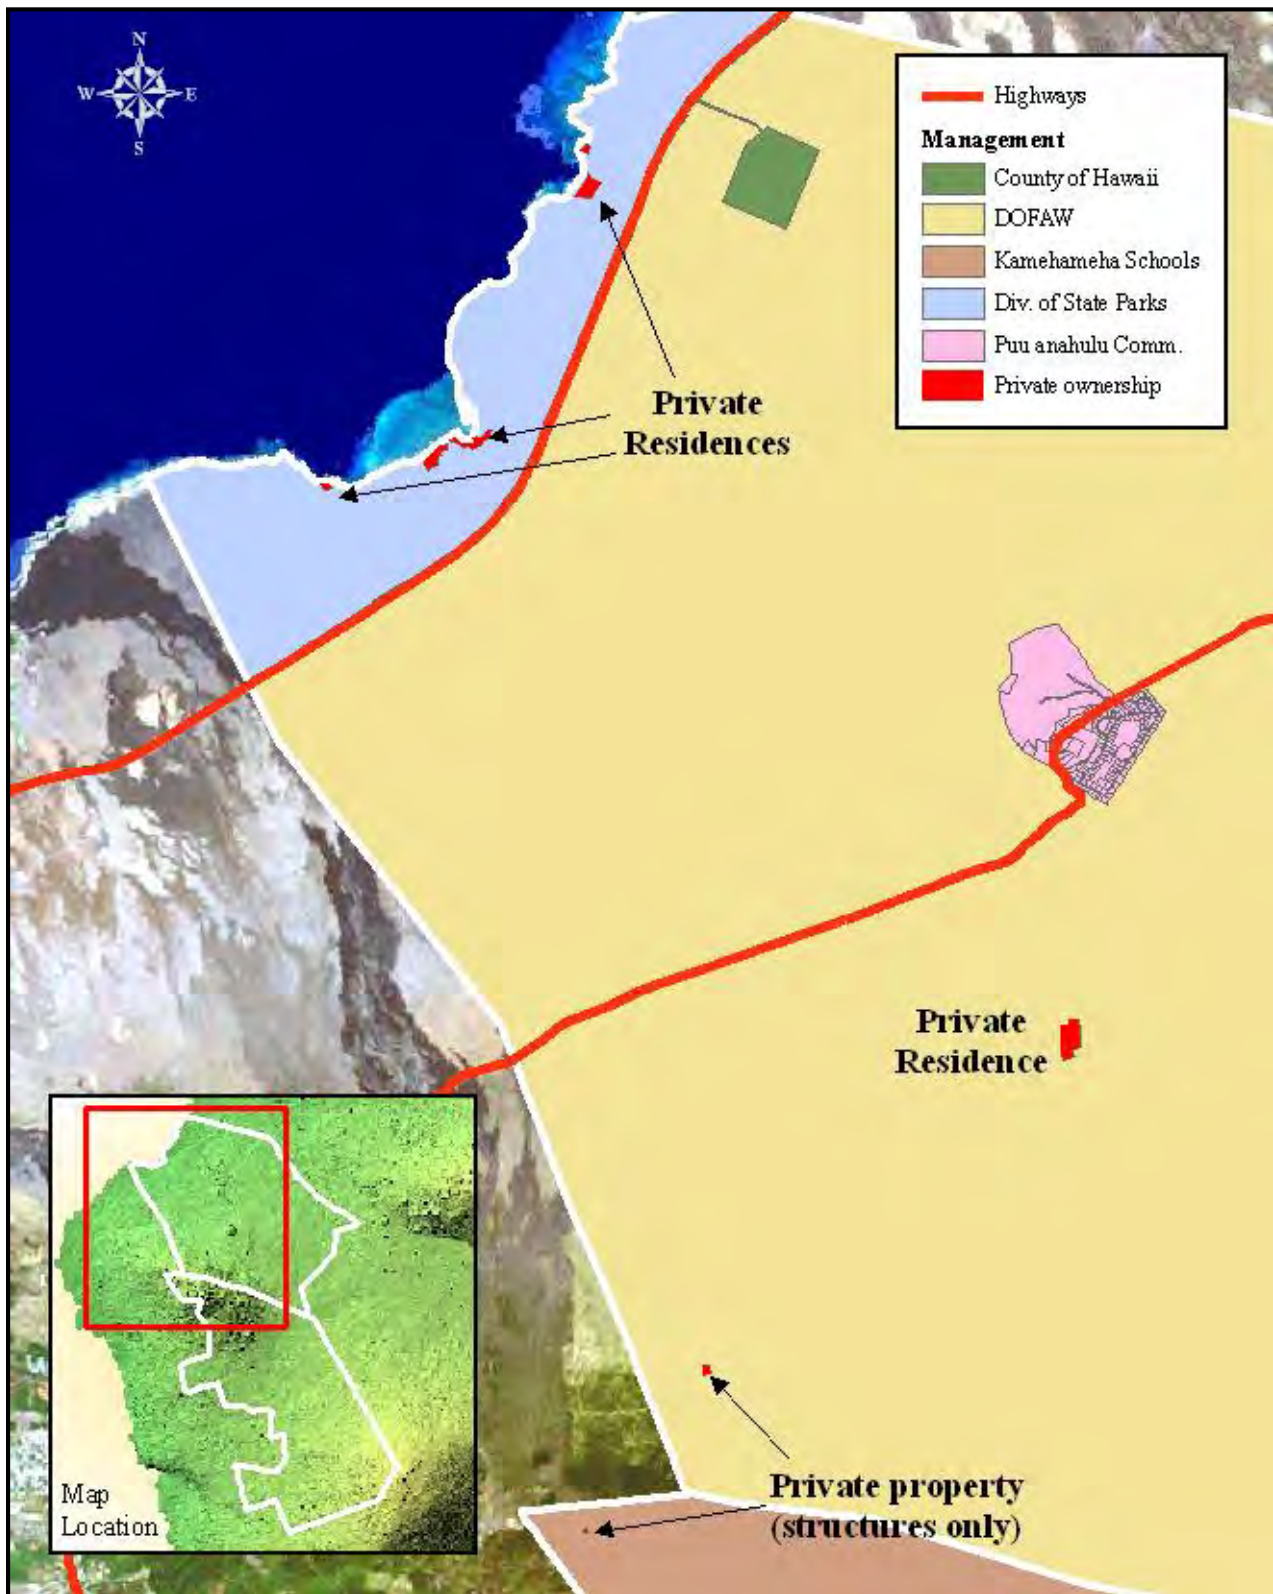 N
W E
S
Highways
Management
County of Hawaii
DOFAW
Kamehameha Schools
Div. of State Parks
Puu anahulu Comm.
Private ownership
Private
Residences
Private
Residence
Map
Location
Private property
(structures only)